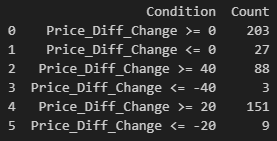 Condition Count
0 Price_Diff_Change >= 0 203
1 Price_Diff_Change <= 0 27
2 Price_Diff_Change >= 40 88
3 Price_Diff_Change <= -40 3
4 Price_Diff_Change >= 20 151
5 Price_Diff_Change <= -20 9